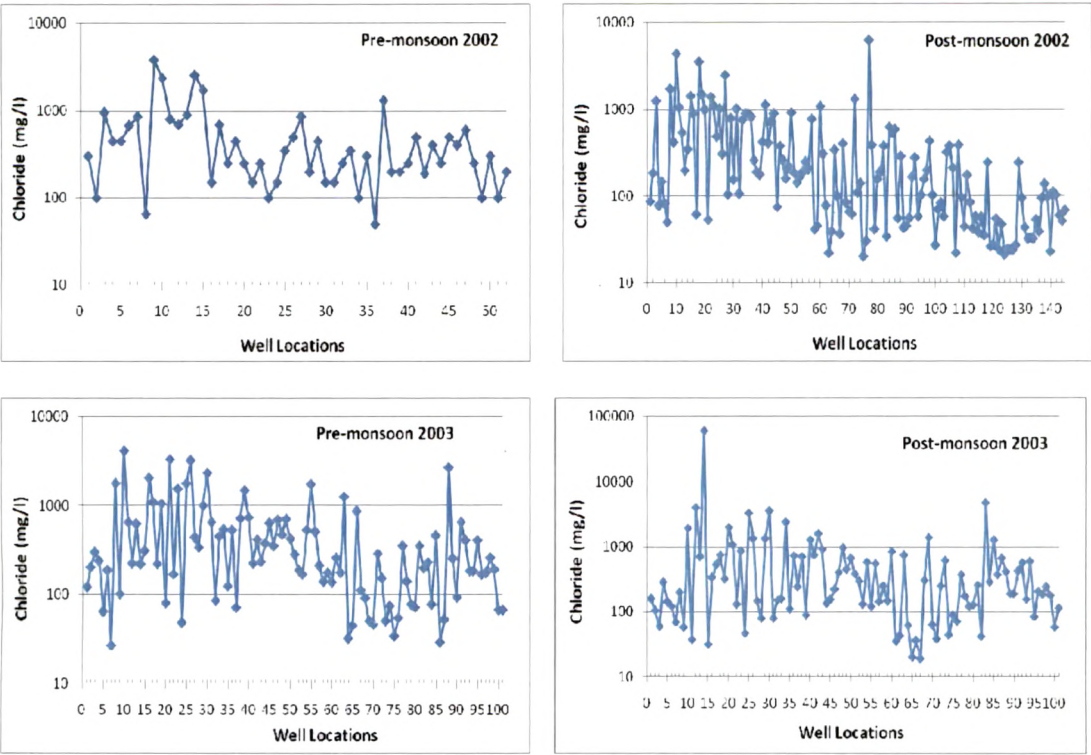 Pre-monsoon 2002
Chloride (mg/l)
10000
1000
100
10
0 5 10 15 20 25 30 35 40 45 50
Well Locations
Post-monsoon 2002
Chloride (mg/l)
10000
1000
100
10
0 10 20 30 40 50 60 70 80 90 100 110 120 130 140
Well Locations
Pre-monsoon 2003
Chloride (mg/l)
10000
1000
100
10
0 5 10 15 20 25 30 35 40 45 50 55 60 65 70 75 80 85 90 95 100
Well Locations
Post-monsoon 2003
Chloride (mg/l)
100000
10000
1000
100
10
0 5 10 15 20 25 30 35 40 45 50 55 60 65 70 75 80 85 90 95 100
Well Locations